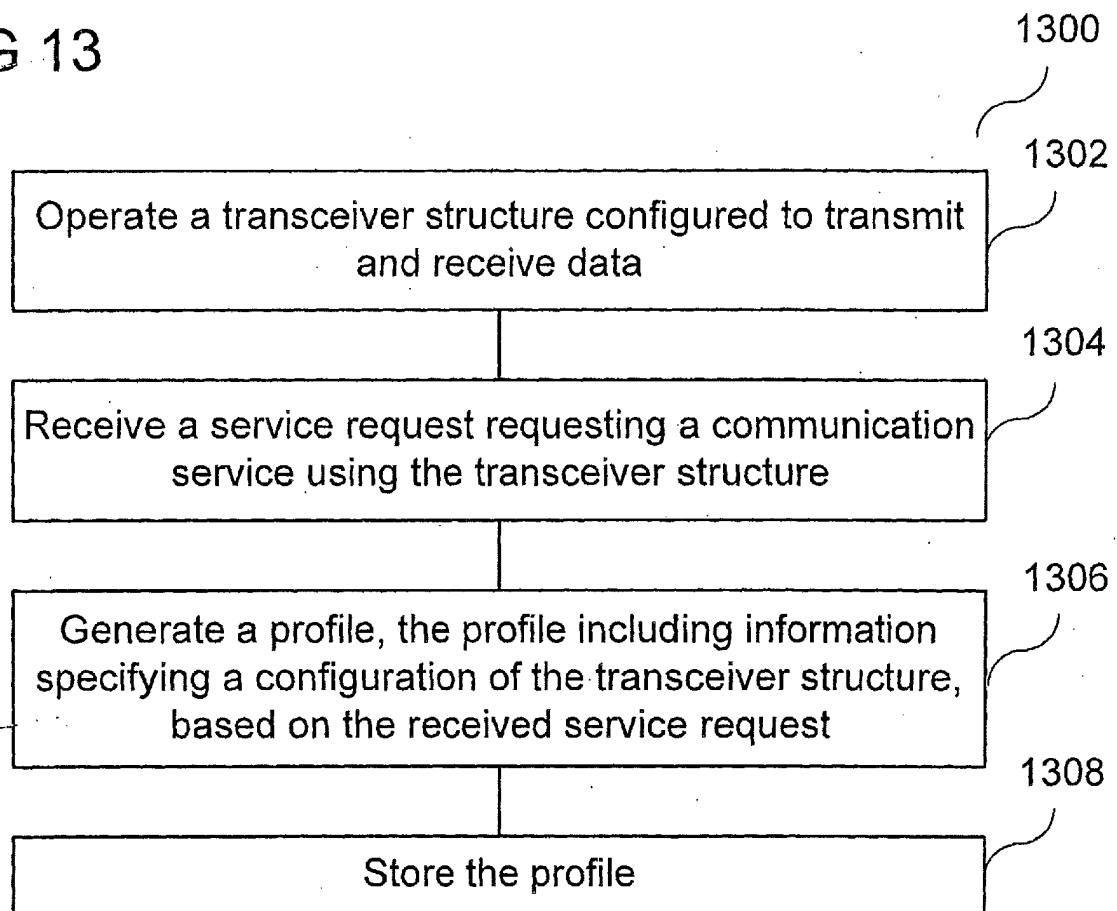 G 13
1300
1302
Operate a transceiver structure configured to transmit
and receive data
1304
Receive a service request requesting a communication
service using the transceiver structure
1306
Generate a profile, the profile including information
specifying a configuration of the transceiver structure,
based on the received service request
1308
Store the profile